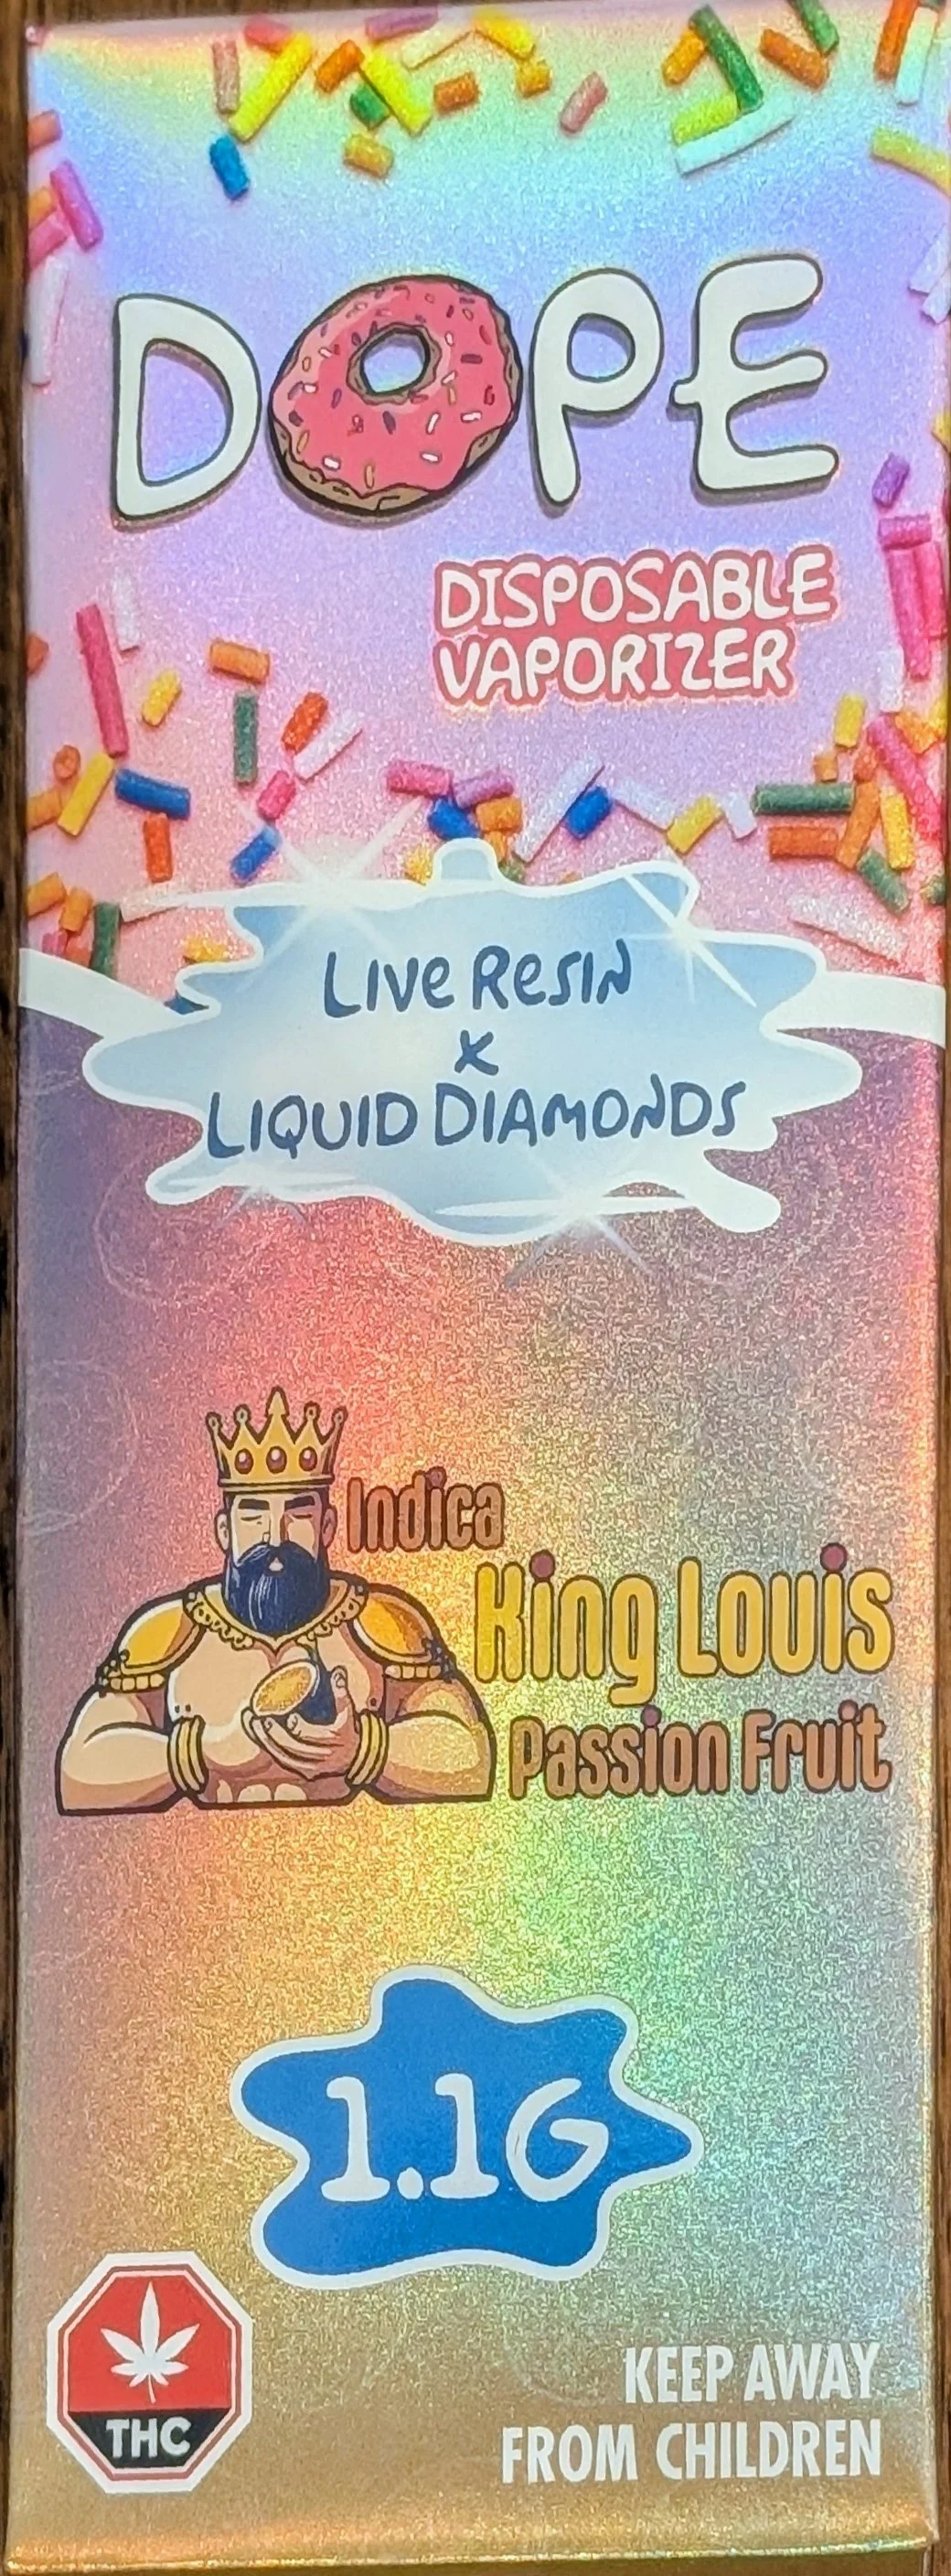 DOPE
DISPOSABLE
VAPORIZER
Live Resin
x
Liquid Diamonds
Indica
King Louis
Passion Fruit
1.1G
THC
KEEP AWAY
FROM CHILDREN